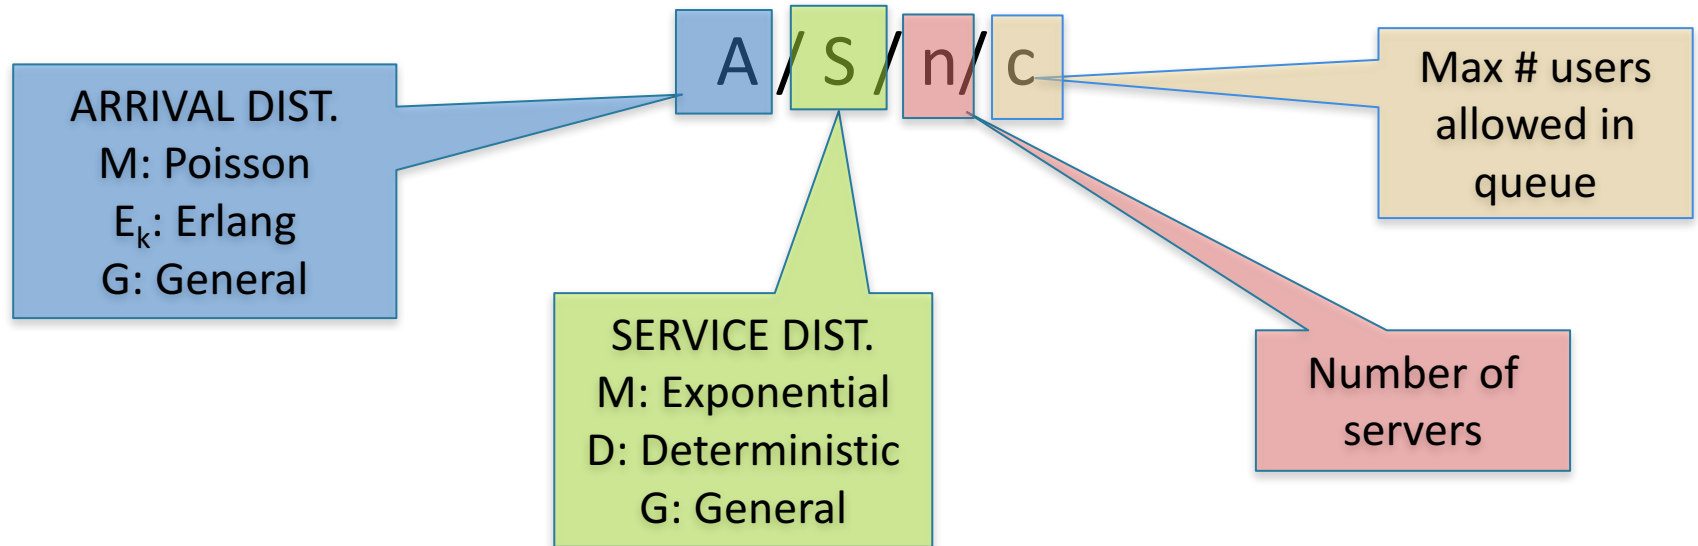 A/S/n/c
ARRIVAL DIST.
M: Poisson
Eₖ: Erlang
G: General
SERVICE DIST.
M: Exponential
D: Deterministic
G: General
Number of
servers
Max # users
allowed in
queue